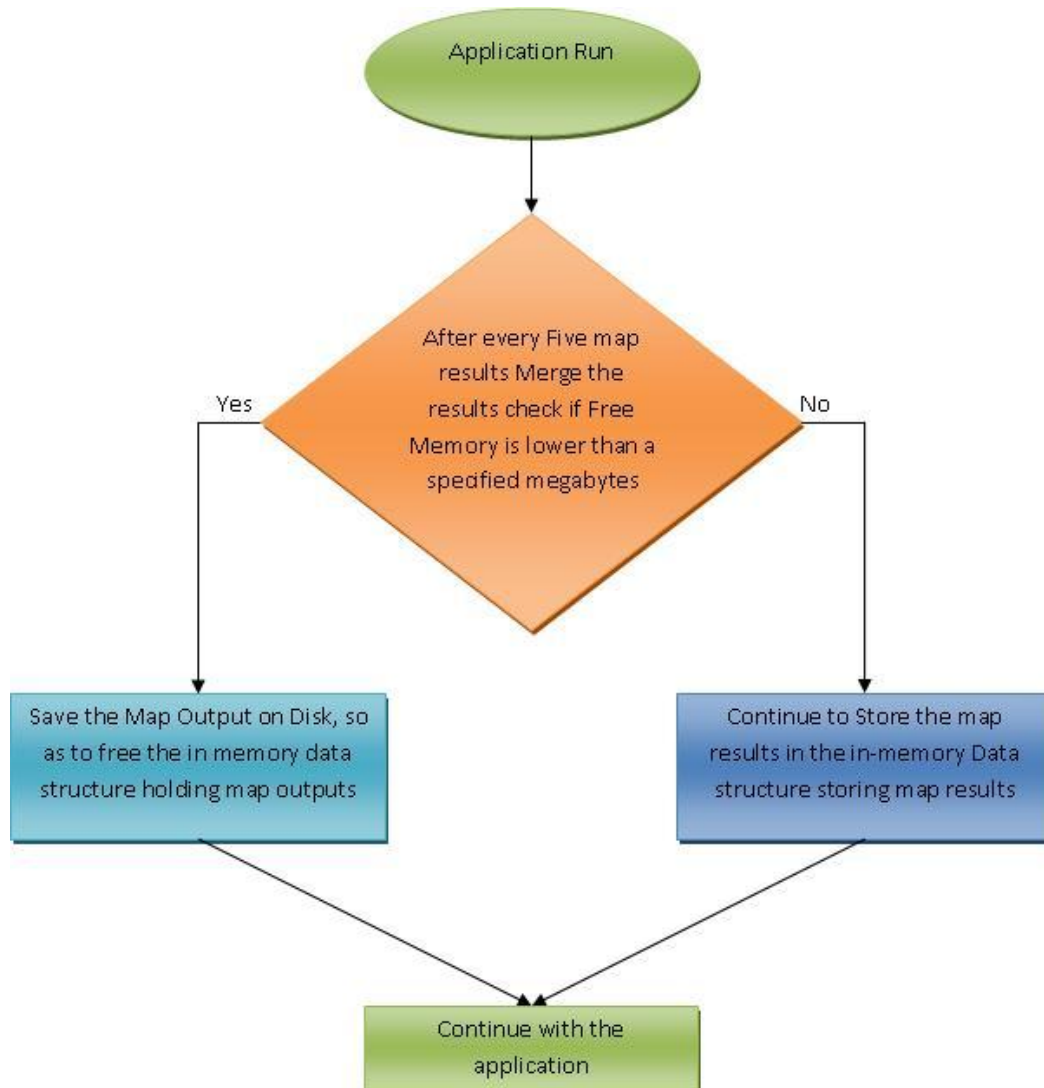 Application Run
After every Five map
results Merge the
results check if Free
Memory is lower than a
specified megabytes
Yes
No
Save the Map Output on Disk, so
as to free the in memory data
structure holding map outputs
Continue to Store the map
results in the in-memory Data
structure storing map results
Continue with the
application